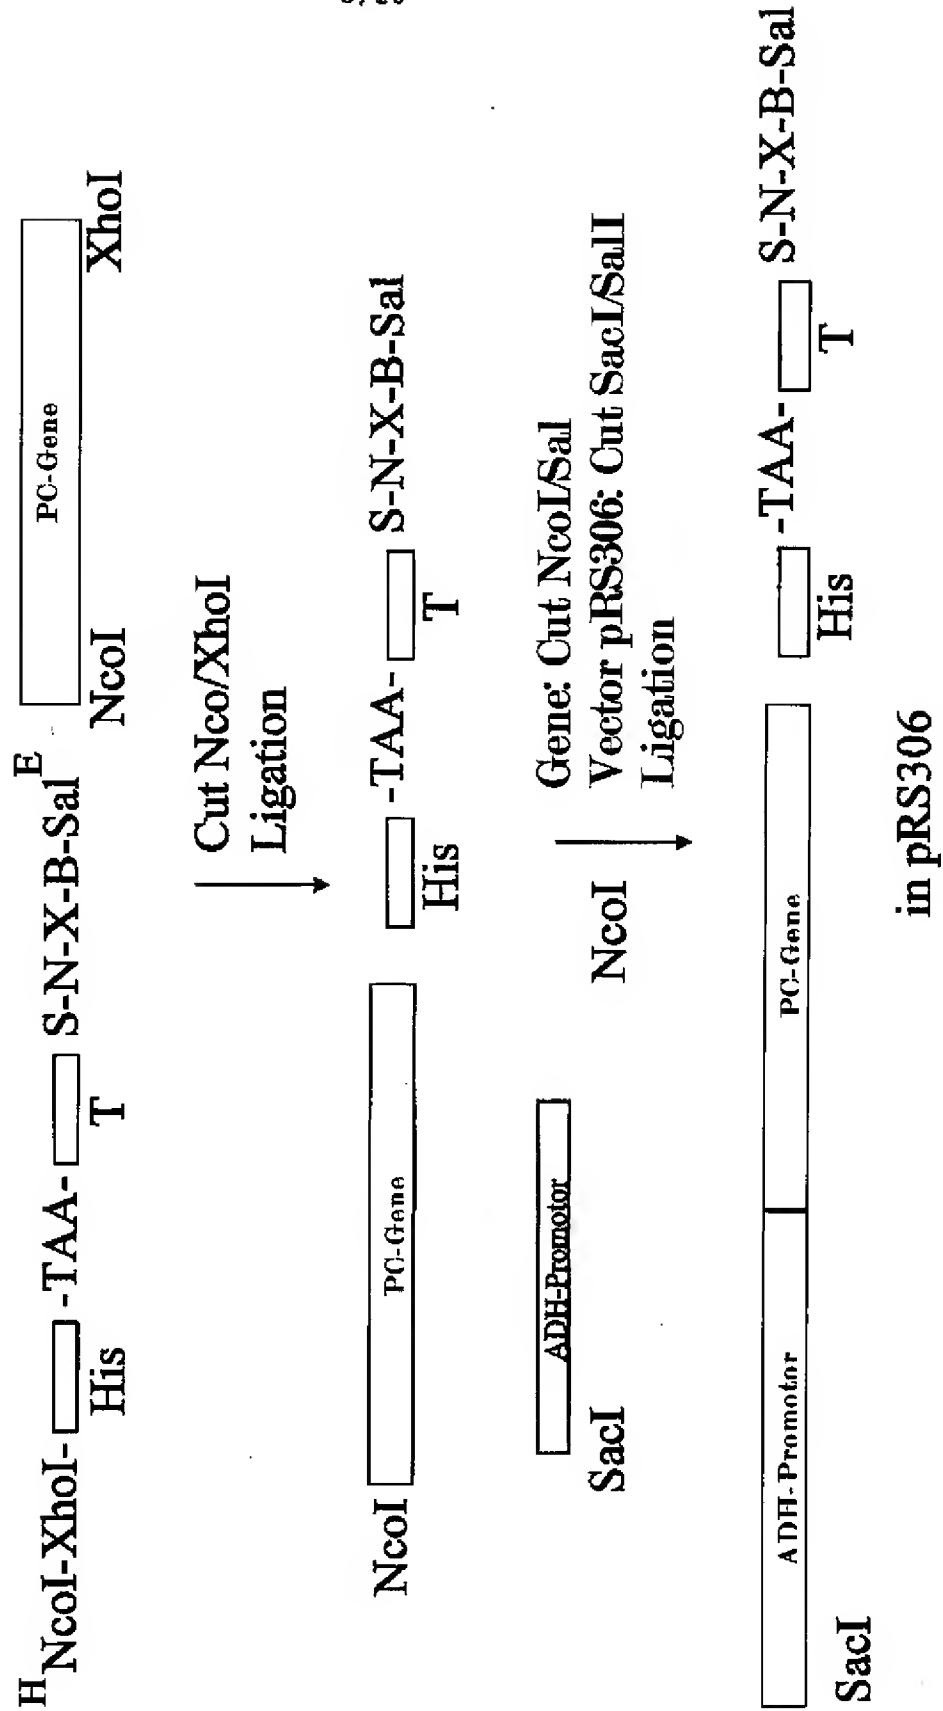 H
NcoI-XhoI-
-TAA-
S-N-X-B-Sal
E
His
T
PC-Gene
NcoI
XhoI
Cut Nco/XhoI
Ligation
NcoI
PC-Gene
His
-TAA-
T
S-N-X-B-Sal
SacI
ADH-Promotor
NcoI
Gene: Cut NcoI/Sal
Vector pRS306: Cut SacI/SalI
Ligation
SacI
ADH-Promotor
PC-Gene
His
-TAA-
T
S-N-X-B-Sal
in pRS306